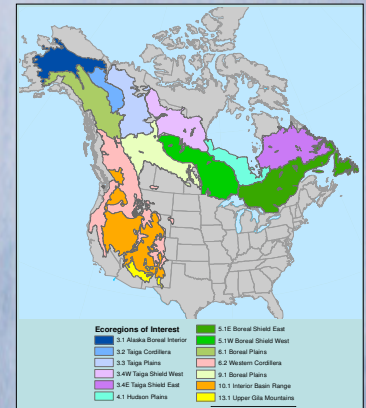 Ecoregions of Interest
3.1 Alaska Boreal Interior
3.2 Taiga Cordillera
3.3 Taiga Plains
3.4W Taiga Shield West
3.4E Taiga Shield East
4.1 Hudson Plains
5.1E Boreal Shield East
5.1W Boreal Shield West
6.1 Boreal Plains
6.2 Western Cordillera
9.1 Boreal Plains
10.1 Interior Basin Range
13.1 Upper Gila Mountains